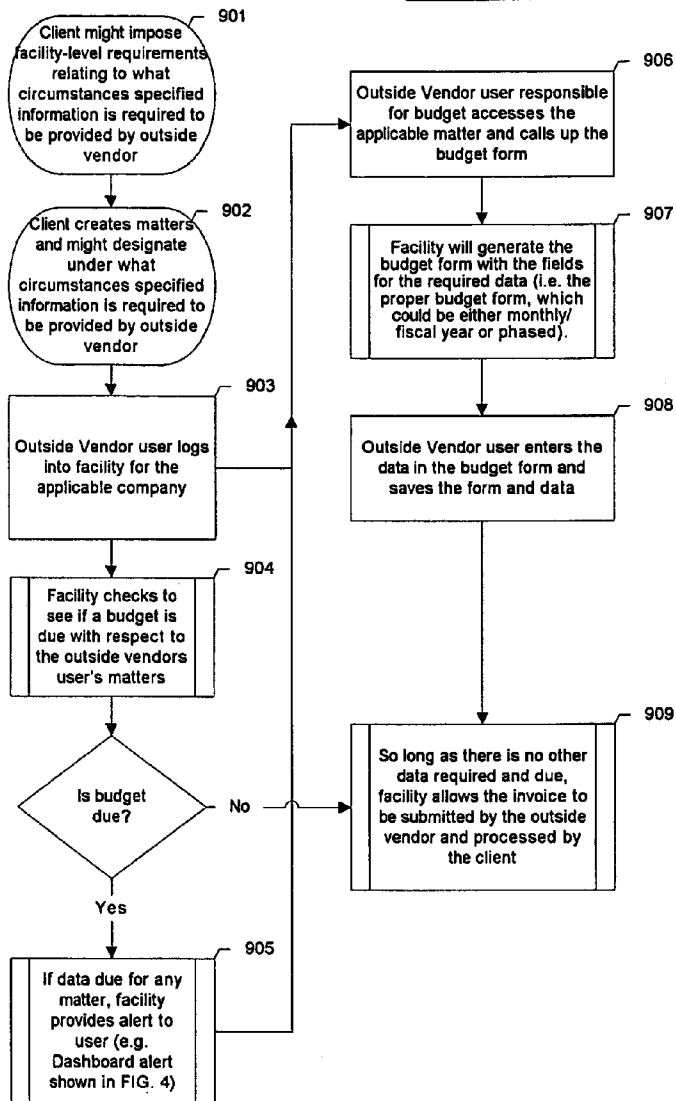 901
Client might impose
facility-level requirements
relating to what
circumstances specified
information is required to
be provided by outside
vendor
902
Client creates matters
and might designate
under what
circumstances specified
information is required to
be provided by outside
vendor
903
Outside Vendor user logs
into facility for the
applicable company
904
Facility checks to
see if a budget is
due with respect to
the outside vendors
user's matters
Is budget
due?
No
Yes
905
If data due for any
matter, facility
provides alert to
user (e.g.
Dashboard alert
shown in FIG. 4)
906
Outside Vendor user responsible
for budget accesses the
applicable matter and calls up the
budget form
907
Facility will generate the
budget form with the fields
for the required data (i.e. the
proper budget form, which
could be either monthly/
fiscal year or phased).
908
Outside Vendor user enters the
data in the budget form and
saves the form and data
909
So long as there is no other
data required and due,
facility allows the invoice to
be submitted by the outside
vendor and processed by
the client